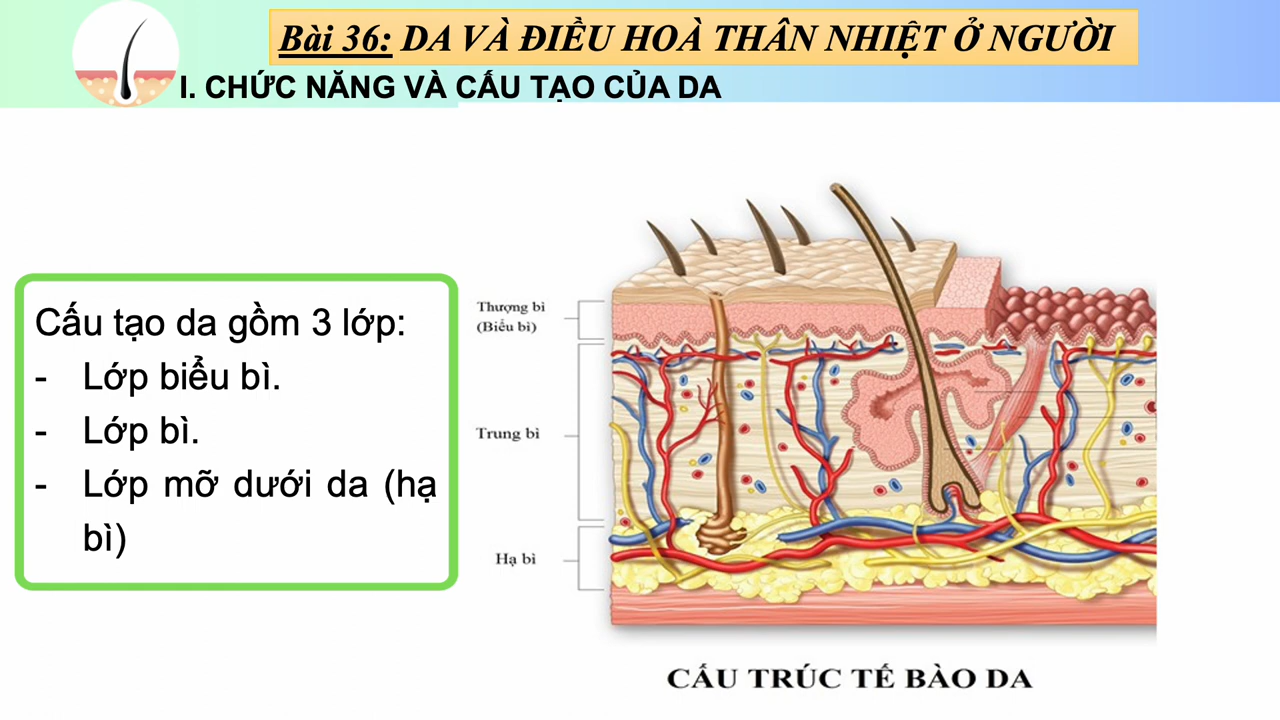 Bài 36: DA VÀ ĐIỀU HOÀ THÂN NHIỆT Ở NGƯỜI
I. CHỨC NĂNG VÀ CẤU TẠO CỦA DA
Cấu tạo da gồm 3 lớp:
- Lớp biểu bì.
- Lớp bì.
- Lớp mỡ dưới da (hạ
bì)
Thượng bì
(Biểu bì)
Trung bì
Hạ bì
CẤU TRÚC TẾ BÀO DA